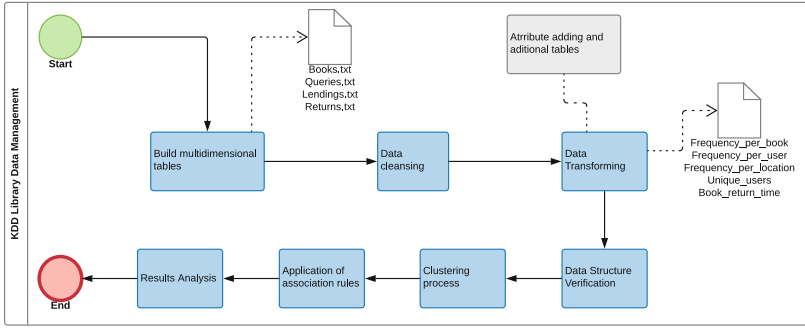 KDD Library Data Management
Start
Books.txt
Queries,txt
Lendings.txt
Returns,txt
Atrribute adding and
aditional tables
Build multidimensional
tables
Data
cleansing
Data
Transforming
Frequency_per_book
Frequency_per_user
Frequency_per_location
Unique_users
Book_return_time
End
Results Analysis
Application of
association rules
Clustering
process
Data Structure
Verification